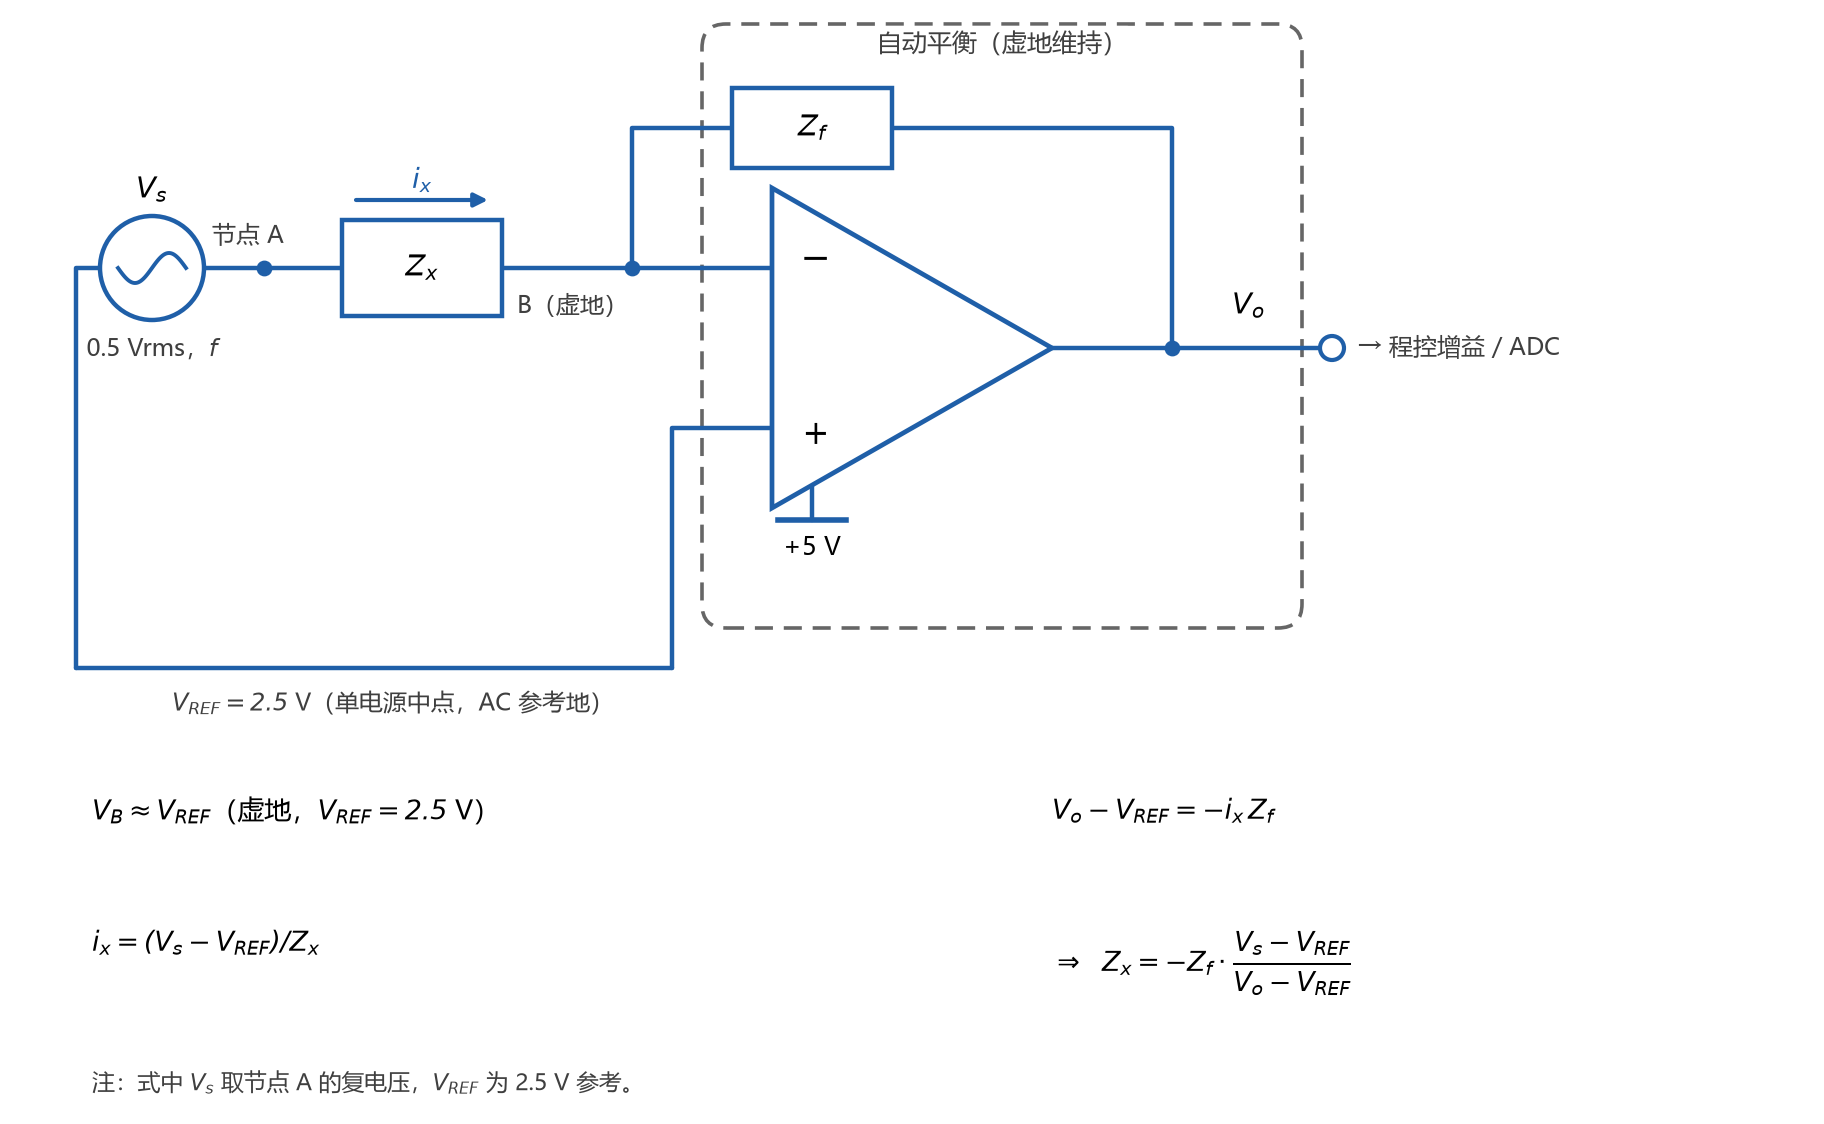 自动平衡（虚地维持）
Z_f
i_x
V_s
节点 A
Z_x
−
B（虚地）
V_o
0.5 Vrms，f
→ 程控增益 / ADC
+
+5 V
V_REF = 2.5 V（单电源中点，AC 参考地）
V_B ≈ V_REF（虚地，V_REF = 2.5 V）
V_o − V_REF = −i_x Z_f
i_x = (V_s − V_REF)/Z_x
⇒ Z_x = −Z_f · (V_s − V_REF)/(V_o − V_REF)
注：式中 V_s 取节点 A 的复电压，V_REF 为 2.5 V 参考。